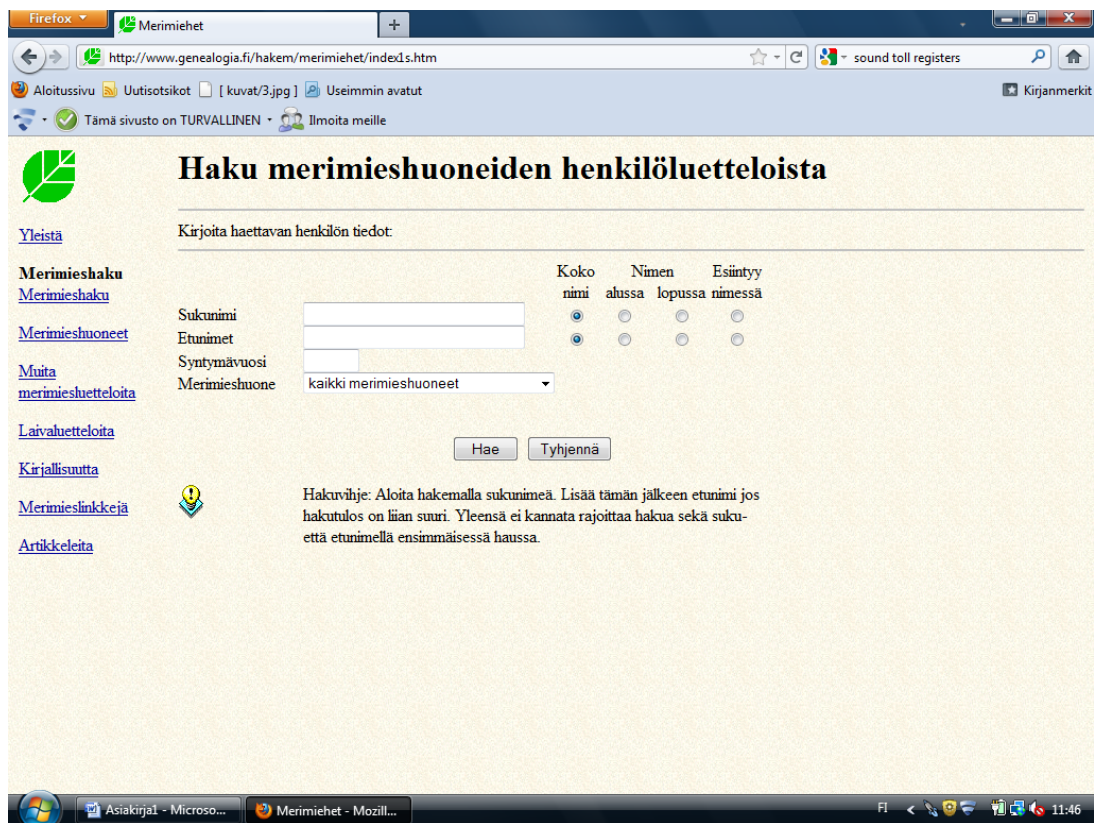 Firefox
Merimiehet
http://www.genealogia.fi/hakem/merimiehet/index1s.htm
sound toll registers
Aloitussivu Uutisotsikot [ kuvat/3.jpg ] Useimmin avatut Kirjanmerkit
Tämä sivusto on TURVALLINEN Ilmoita meille
Haku merimieshuoneiden henkilöluetteloista
Kirjoita haettavan henkilön tiedot:
Yleistä
Merimieshaku
Merimieshaku
Merimieshuoneet
Muita
merimiesluetteloita
Laivaluetteloita
Kirjallisuutta
Merimieslinkkejä
Artikkeleita
Koko Nimen Esiintyy
nimi alussa lopussa nimessä
Sukunimi
Etunimet
Syntymävuosi
Merimieshuone kaikki merimieshuoneet
Hae Tyhjennä
Hakuvihje: Aloita hakemalla sukunimeä. Lisää tämän jälkeen etunimi jos
hakutulos on liian suuri. Yleensä ei kannata rajoittaa hakua sekä suku-
että etunimellä ensimmäisessä haussa.
Asiakirja1 - Microso... Merimiehet - Mozill... FI 11:46